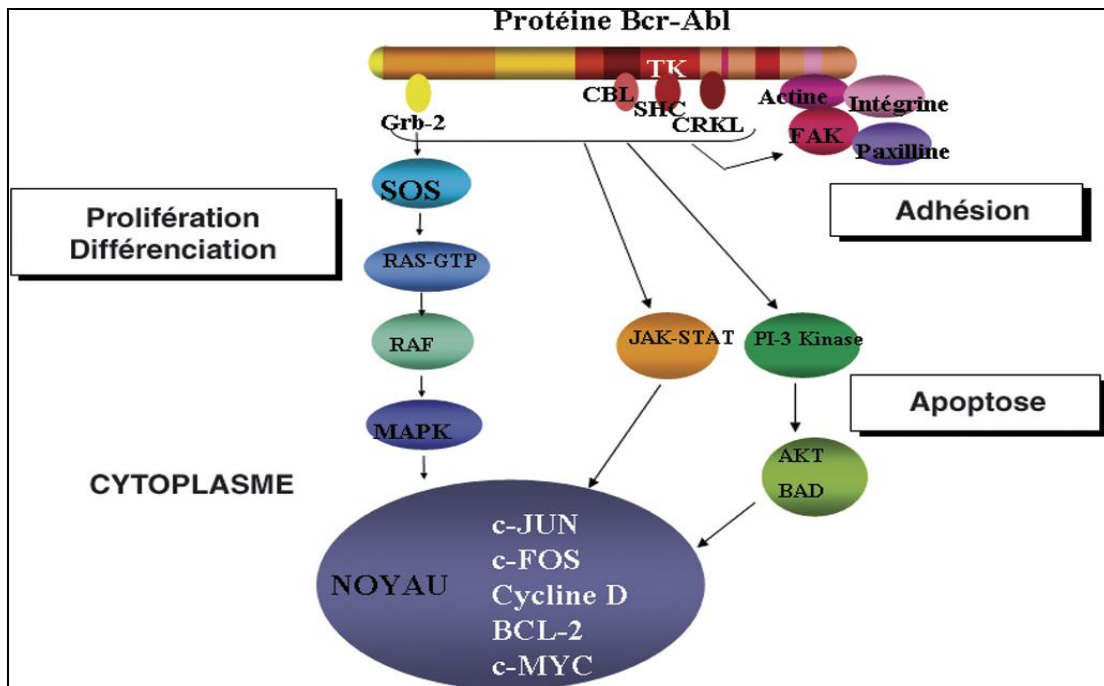 Protéine Bcr-Abl
TK
CBL
SHC
CRKL
Grb-2
Actine
Intégrine
FAK
Paxilline
SOS
Prolifération
Différenciation
Adhésion
RAS-GTP
RAF
JAK-STAT
PI-3 Kinase
Apoptose
MAPK
AKT
BAD
CYTOPLASME
NOYAU
c-JUN
c-FOS
Cycline D
BCL-2
c-MYC